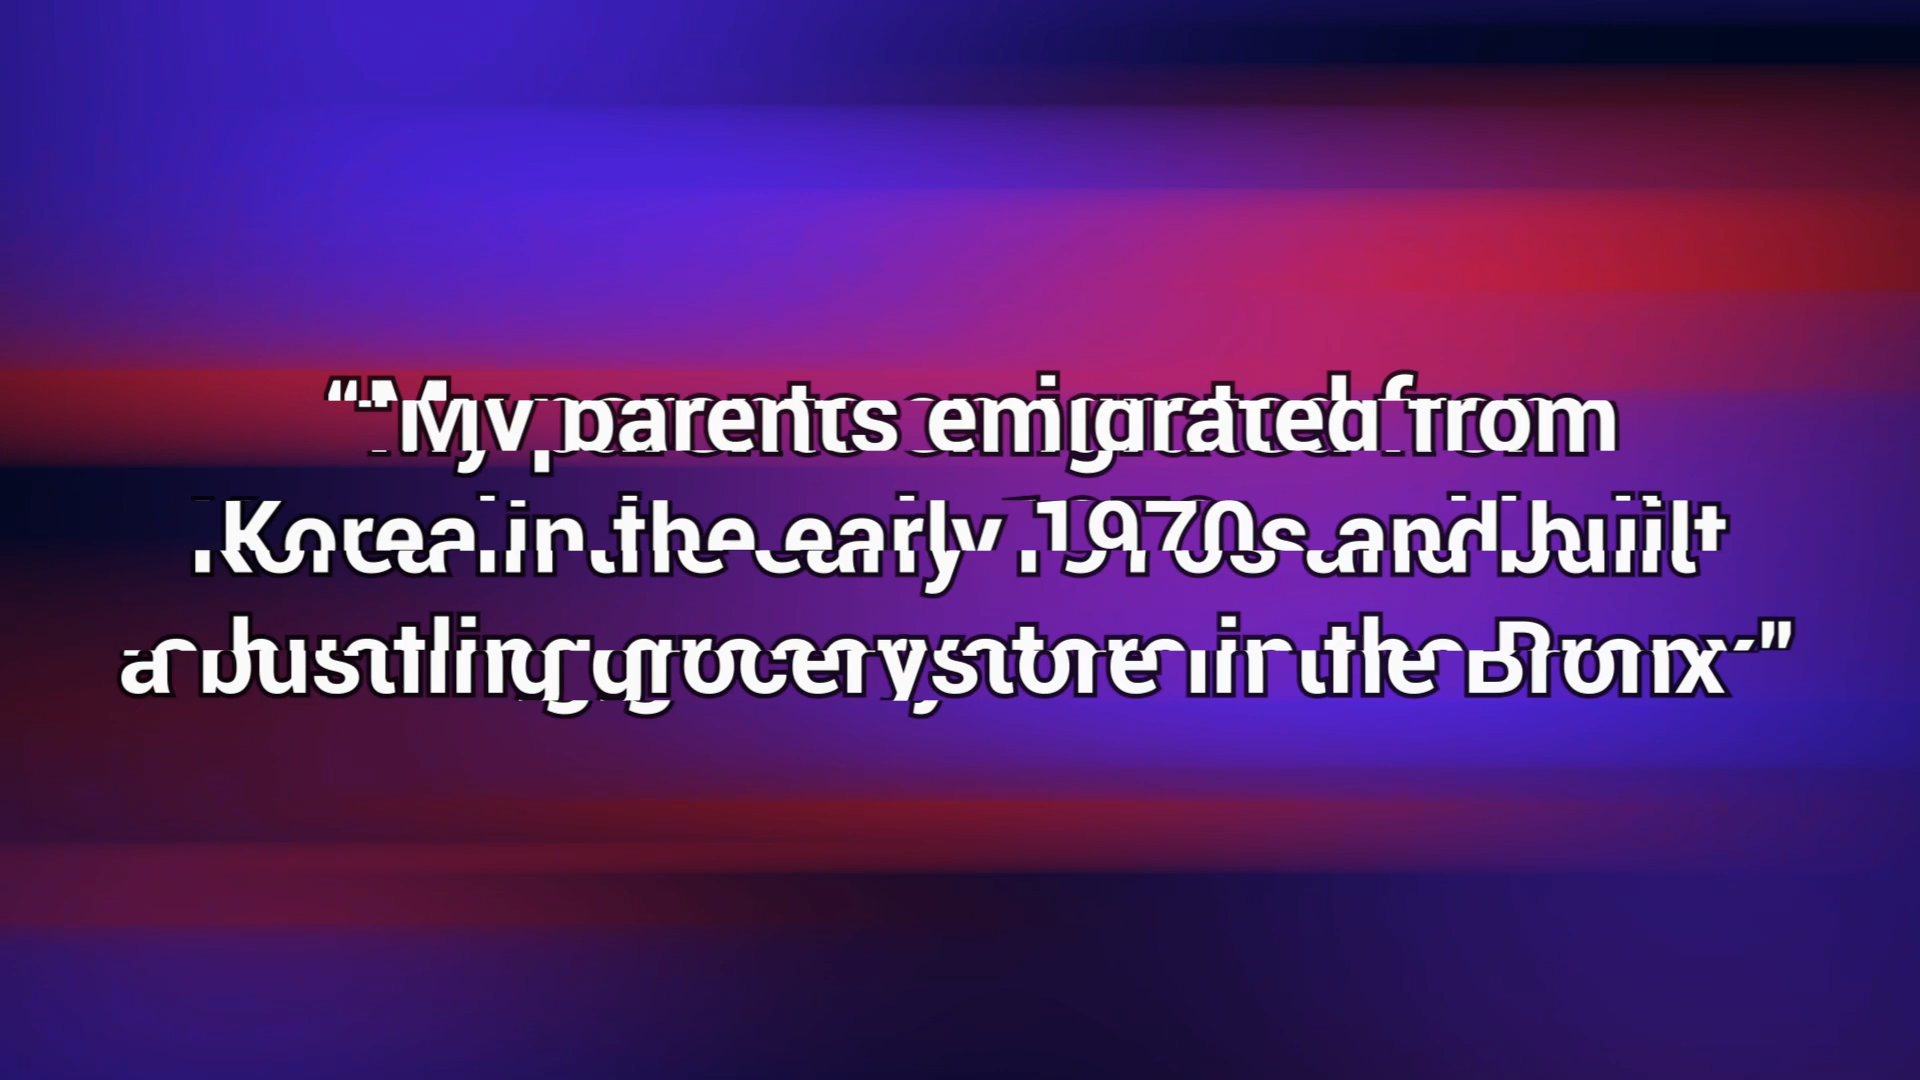 “My parents emigrated from
Korea in the early 1970s and built
a bustling grocery store in the Bronx”